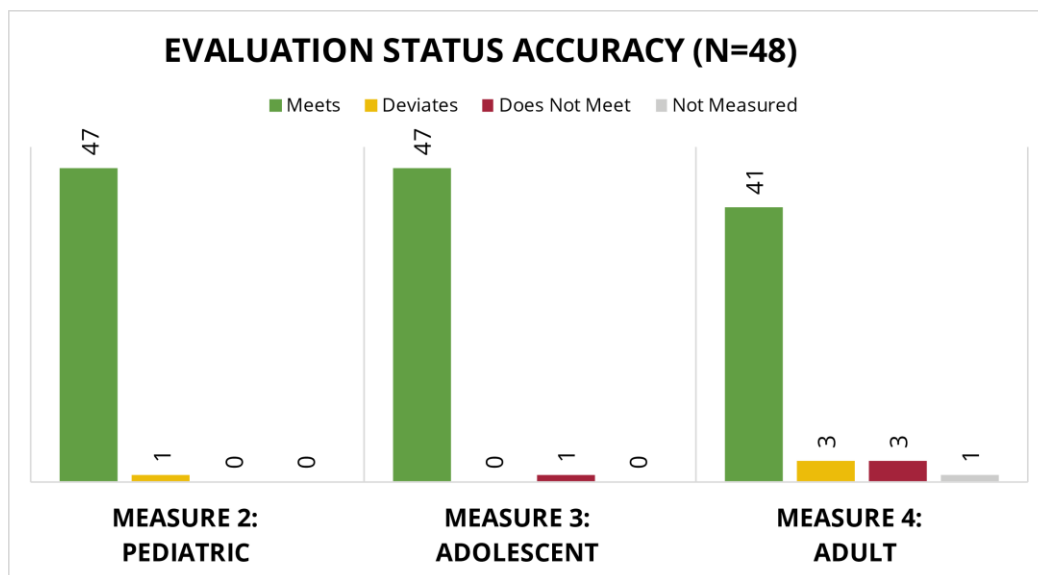 EVALUATION STATUS ACCURACY (N=48)
Meets Deviates Does Not Meet Not Measured
47 1 0 0 47 0 1 0 41 3 3 1
MEASURE 2: MEASURE 3: MEASURE 4:
PEDIATRIC ADOLESCENT ADULT